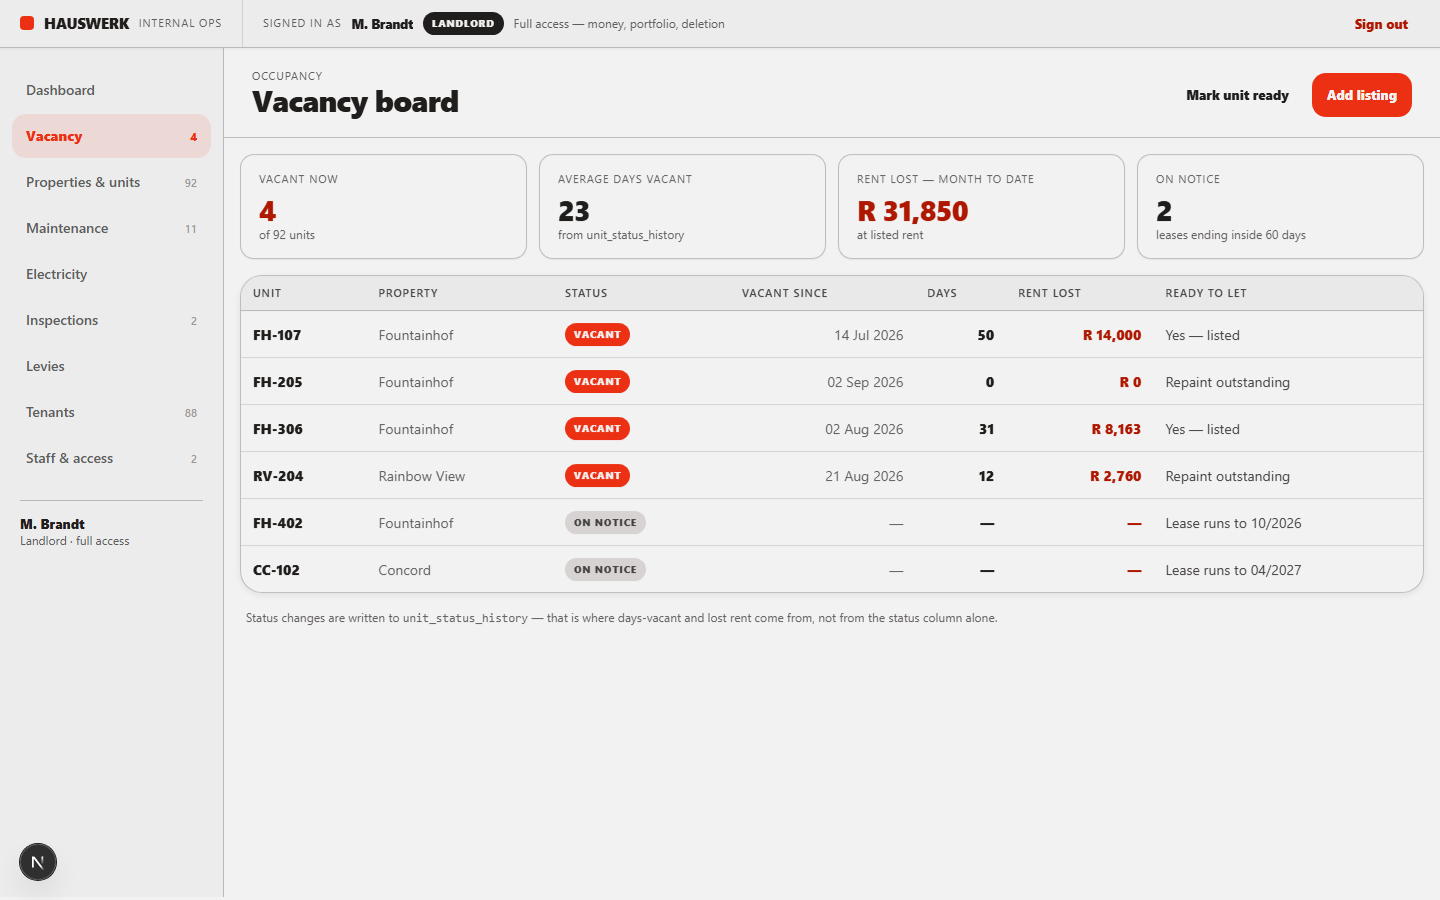 HAUSWERK INTERNAL OPS
SIGNED IN AS M. Brandt LANDLORD Full access — money, portfolio, deletion
Sign out
Dashboard
Vacancy 4
Properties & units 92
Maintenance 11
Electricity
Inspections 2
Levies
Tenants 88
Staff & access 2
M. Brandt
Landlord · full access
N
OCCUPANCY
Vacancy board
Mark unit ready
Add listing
VACANT NOW
4
of 92 units
AVERAGE DAYS VACANT
23
from unit_status_history
RENT LOST — MONTH TO DATE
R 31,850
at listed rent
ON NOTICE
2
leases ending inside 60 days
UNIT PROPERTY STATUS VACANT SINCE DAYS RENT LOST READY TO LET
FH-107 Fountainhof VACANT 14 Jul 2026 50 R 14,000 Yes — listed
FH-205 Fountainhof VACANT 02 Sep 2026 0 R 0 Repaint outstanding
FH-306 Fountainhof VACANT 02 Aug 2026 31 R 8,163 Yes — listed
RV-204 Rainbow View VACANT 21 Aug 2026 12 R 2,760 Repaint outstanding
FH-402 Fountainhof ON NOTICE — — — Lease runs to 10/2026
CC-102 Concord ON NOTICE — — — Lease runs to 04/2027
Status changes are written to unit_status_history — that is where days-vacant and lost rent come from, not from the status column alone.